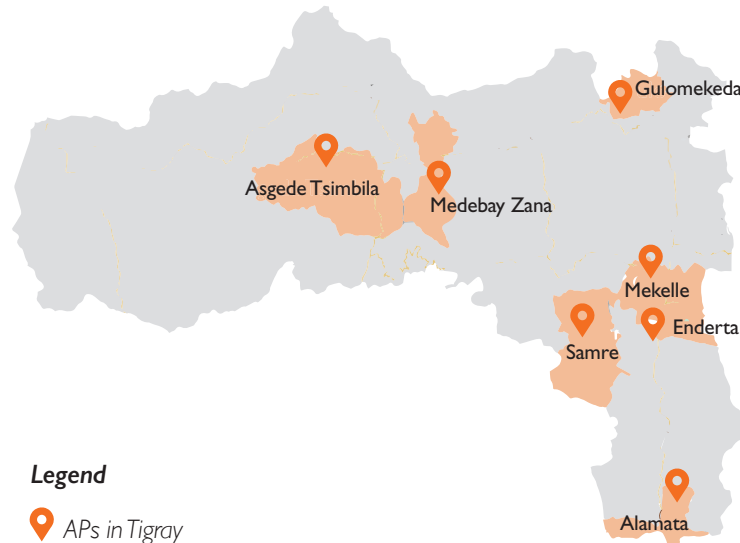 Gulomekeda
Asgede Tsimbila
Medebay Zana
Mekelle
Enderta
Samre
Legend
APs in Tigray
Alamata